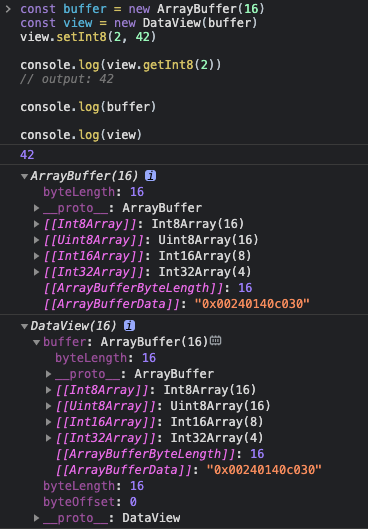 const buffer = new ArrayBuffer(16)
const view = new DataView(buffer)
view.setInt8(2, 42)
console.log(view.getInt8(2))
// output: 42
console.log(buffer)
console.log(view)
42
ArrayBuffer(16) i
byteLength: 16
__proto__: ArrayBuffer
[[Int8Array]]: Int8Array(16)
[[Uint8Array]]: Uint8Array(16)
[[Int16Array]]: Int16Array(8)
[[Int32Array]]: Int32Array(4)
[[ArrayBufferByteLength]]: 16
[[ArrayBufferData]]: "0x00240140c030"
DataView(16) i
buffer: ArrayBuffer(16)
byteLength: 16
__proto__: ArrayBuffer
[[Int8Array]]: Int8Array(16)
[[Uint8Array]]: Uint8Array(16)
[[Int16Array]]: Int16Array(8)
[[Int32Array]]: Int32Array(4)
[[ArrayBufferByteLength]]: 16
[[ArrayBufferData]]: "0x00240140c030"
byteLength: 16
byteOffset: 0
__proto__: DataView